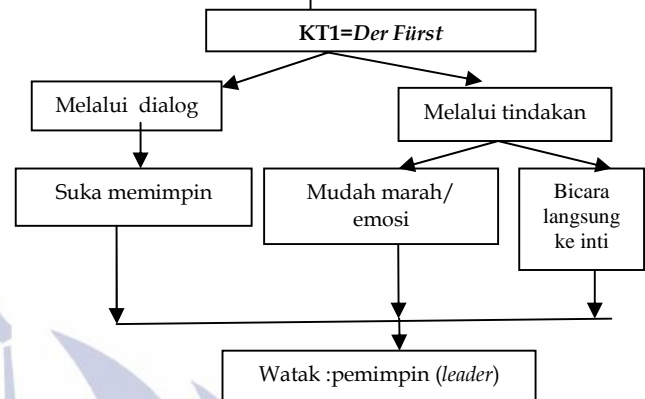 KT1=Der Fürst
Melalui dialog
Melalui tindakan
Suka memimpin
Mudah marah/
emosi
Bicara
langsung
ke inti
Watak :pemimpin (leader)